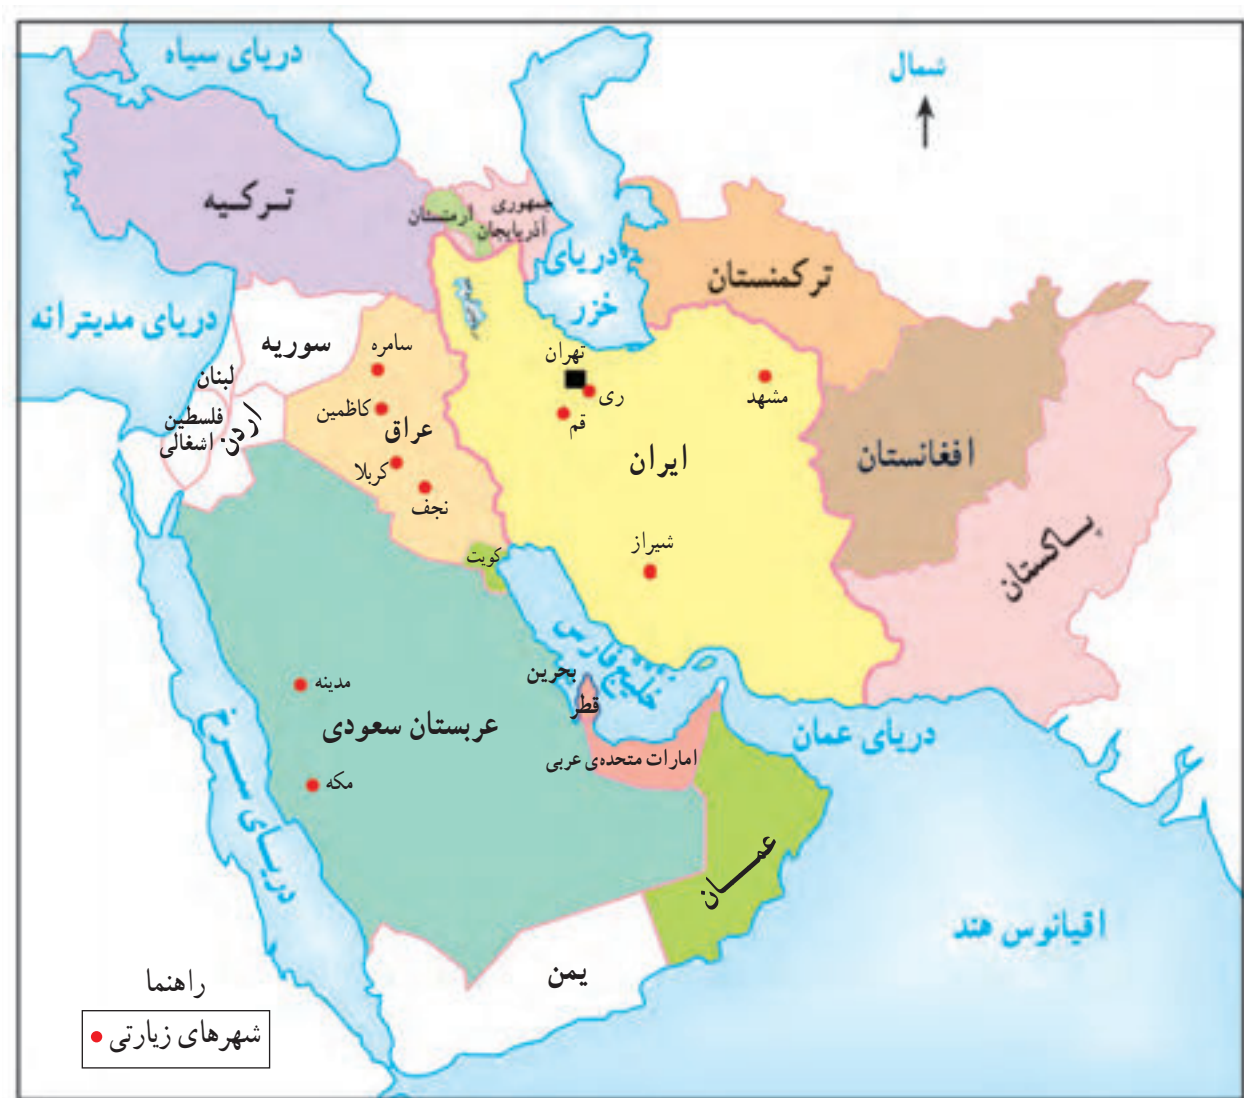 دریای سیاه
شمال
ترکیه
ارمنستان
جمهوری
آذربایجان
دریای
خزر
ترکمنستان
دریای مدیترانه
سوریه
سامره
تهران
ری
مشهد
لبنان
کاظمین
قم
فلسطین
اشغالی
اردن
عراق
ایران
افغانستان
کربلا
نجف
شیراز
پاکستان
کویت
خلیج فارس
بحرین
قطر
مدینه
عربستان سعودی
دریای عمان
امارات متحده‌ی عربی
مکه
دریای سرخ
عمان
اقیانوس هند
یمن
راهنما
شهرهای زیارتی